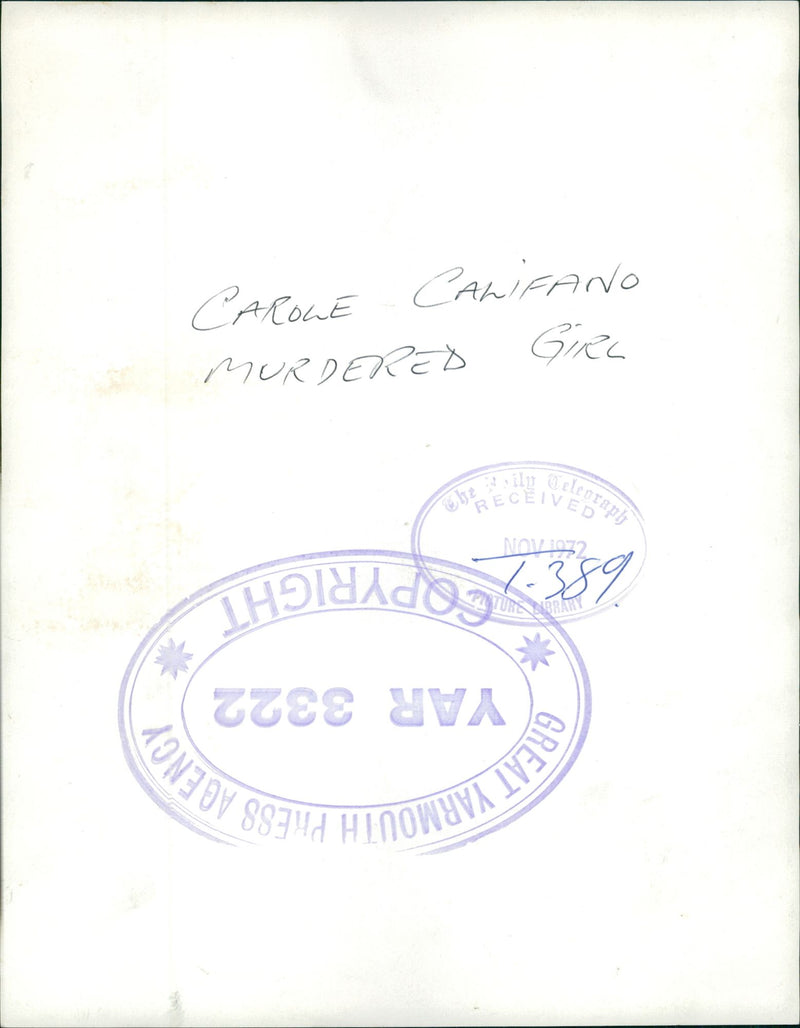 CAROLE CALIFANO
MURDERED GIRL
The Daily Telegraph
RECEIVED
NOV 1972
T.389
PICTURE LIBRARY
GREAT YARMOUTH PRESS AGENCY
YAR 3322
COPYRIGHT